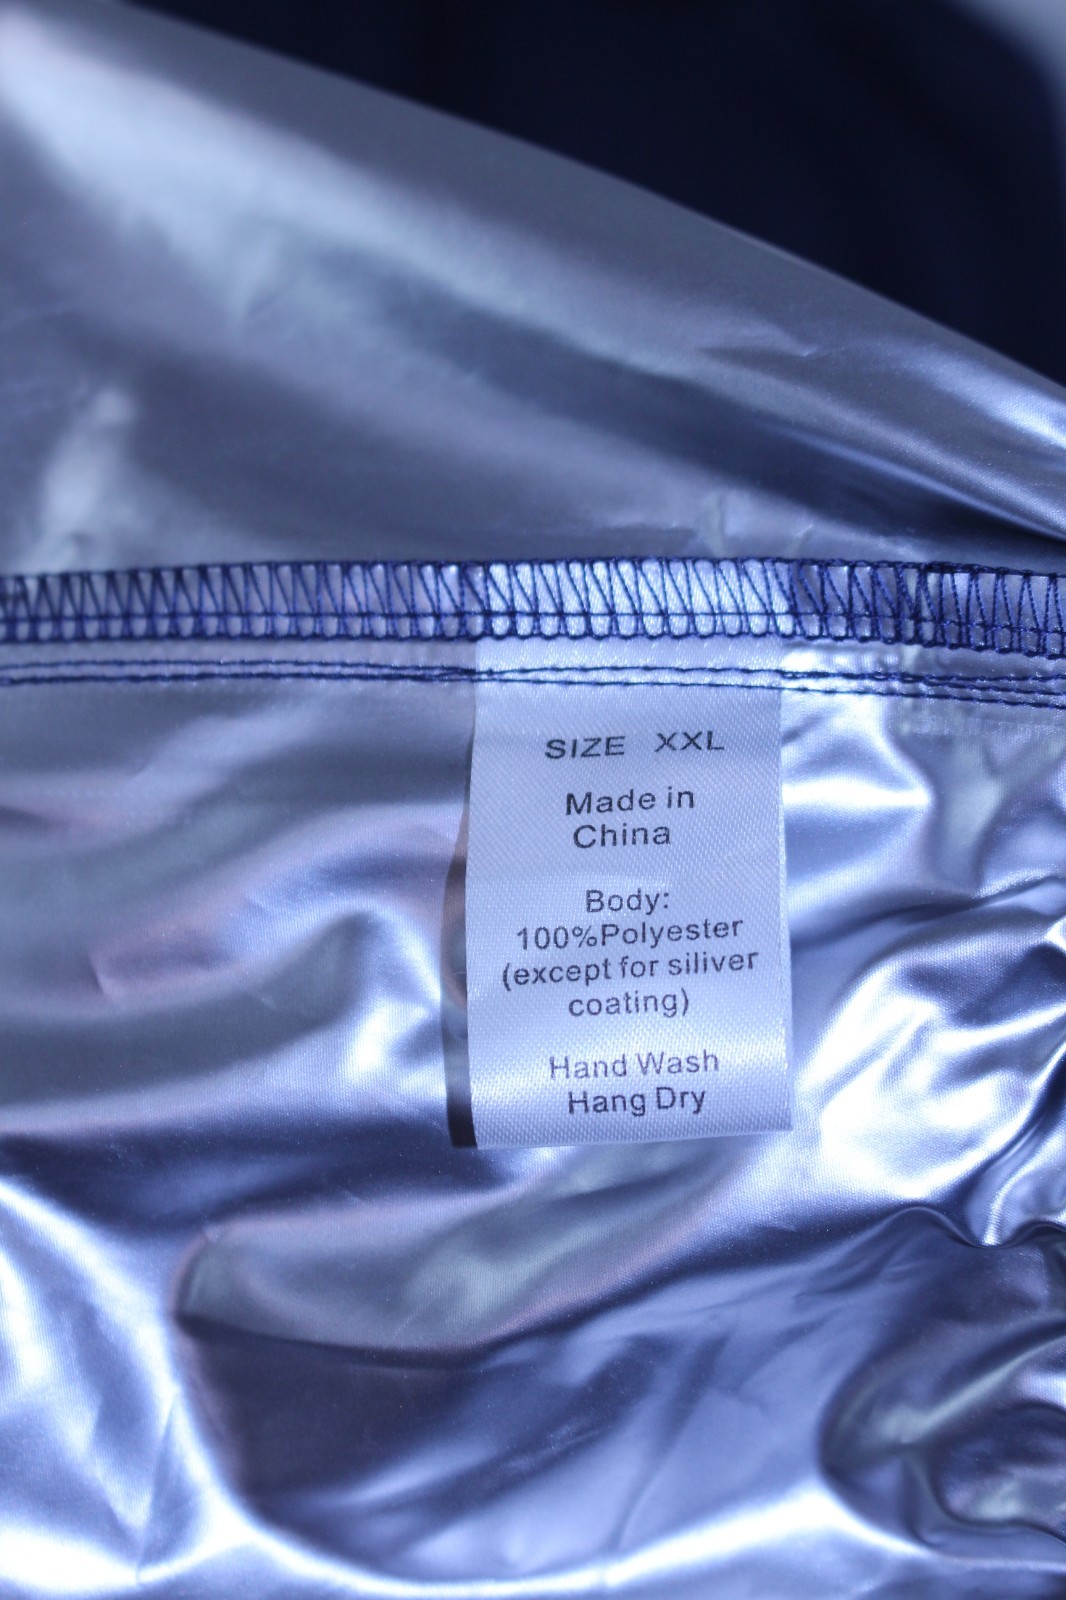 SIZE XXL
Made in
China
Body:
100%Polyester
(except for siliver
coating)
Hand Wash
Hang Dry